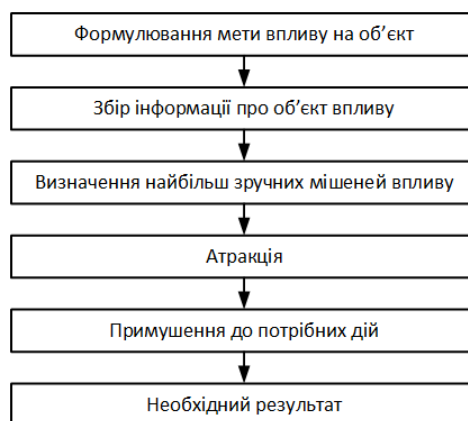 Формулювання мети впливу на об’єкт
Збір інформації про об’єкт впливу
Визначення найбільш зручних мішеней впливу
Атракція
Примушення до потрібних дій
Необхідний результат